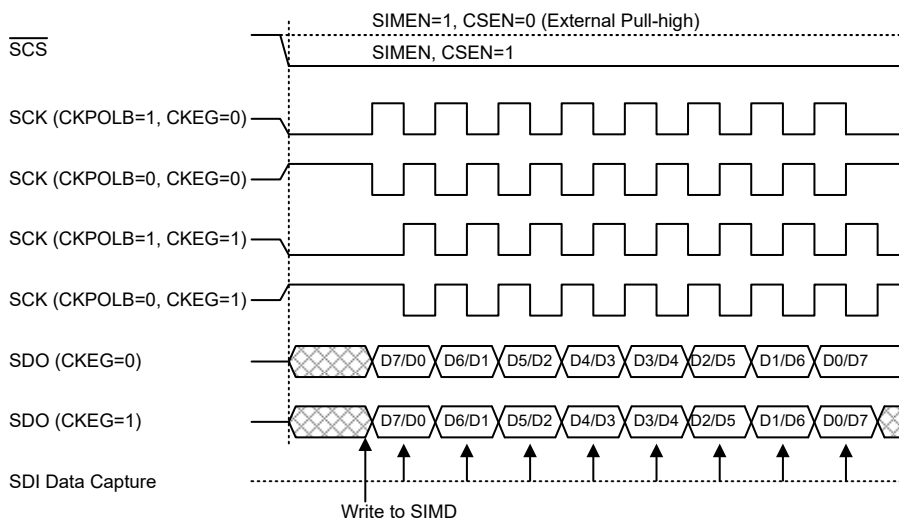 SIMEN=1, CSEN=0 (External Pull-high)
SCS
SIMEN, CSEN=1
SCK (CKPOLB=1, CKEG=0)
SCK (CKPOLB=0, CKEG=0)
SCK (CKPOLB=1, CKEG=1)
SCK (CKPOLB=0, CKEG=1)
SDO (CKEG=0) D7/D0 D6/D1 D5/D2 D4/D3 D3/D4 D2/D5 D1/D6 D0/D7
SDO (CKEG=1) D7/D0 D6/D1 D5/D2 D4/D3 D3/D4 D2/D5 D1/D6 D0/D7
SDI Data Capture
Write to SIMD